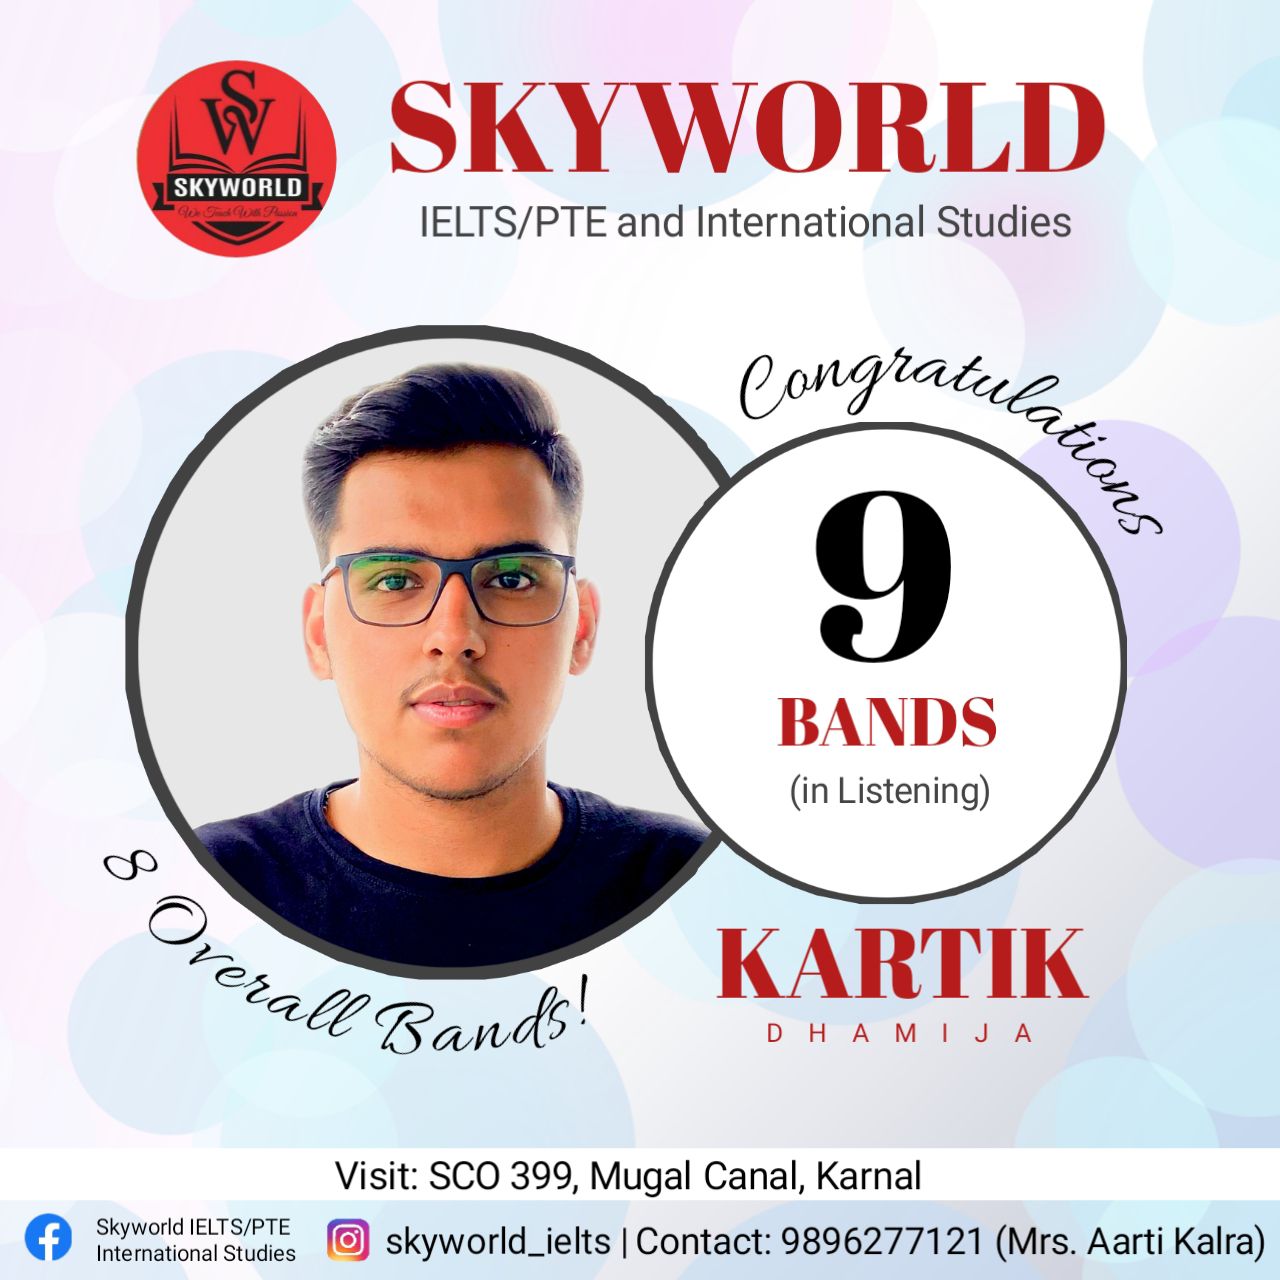 SW
SKYWORLD
We Teach With Passion
SKYWORLD
IELTS/PTE and International Studies
Congratulations
9
BANDS
(in Listening)
8 Overall Bands!
KARTIK
DHAMIJA
Visit: SCO 399, Mugal Canal, Karnal
Skyworld IELTS/PTE
International Studies
skyworld_ielts | Contact: 9896277121 (Mrs. Aarti Kalra)